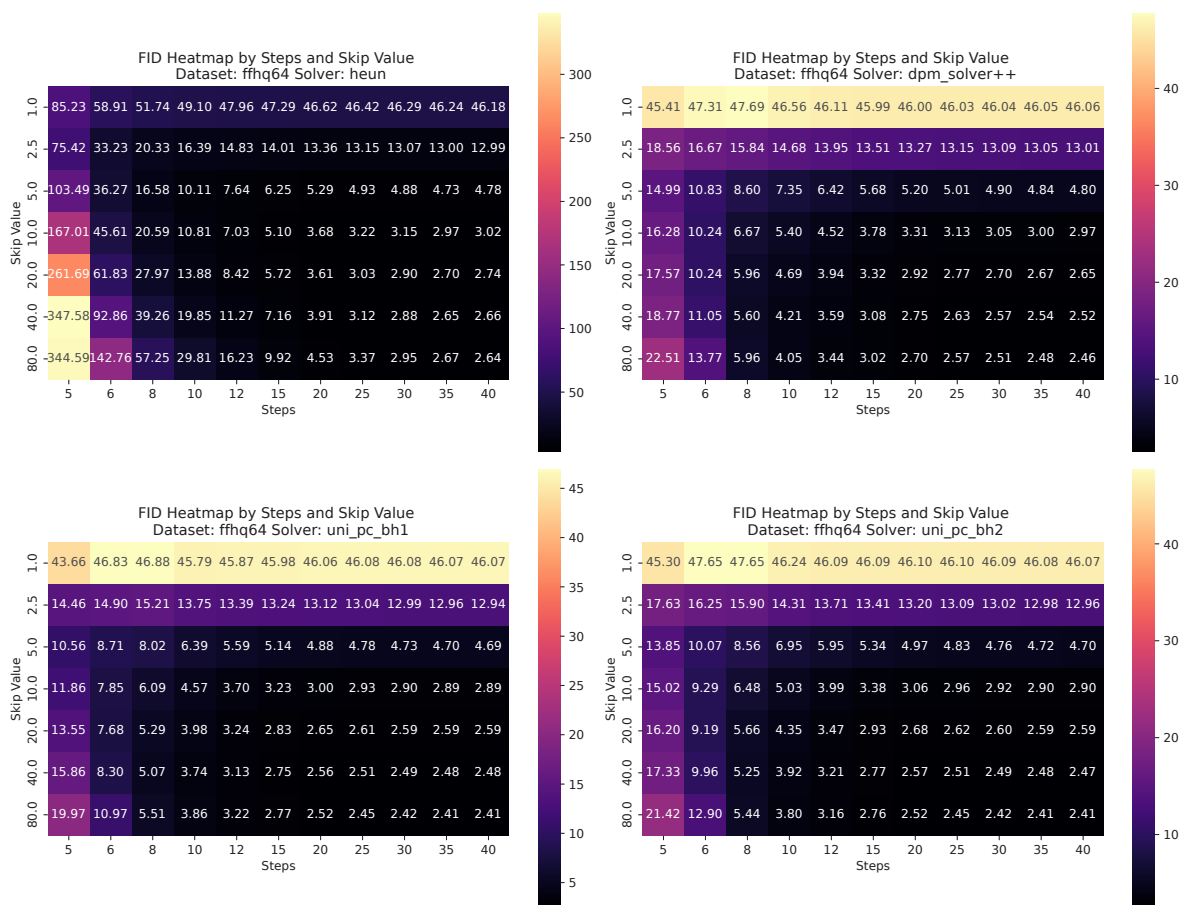 FID Heatmap by Steps and Skip Value
Dataset: ffhq64 Solver: heun
Skip Value
1.0 85.23 58.91 51.74 49.10 47.96 47.29 46.62 46.42 46.29 46.24 46.18
2.5 75.42 33.23 20.33 16.39 14.83 14.01 13.36 13.15 13.07 13.00 12.99
5.0 103.49 36.27 16.58 10.11 7.64 6.25 5.29 4.93 4.88 4.73 4.78
10.0 167.01 45.61 20.59 10.81 7.03 5.10 3.68 3.22 3.15 2.97 3.02
20.0 261.69 61.83 27.97 13.88 8.42 5.72 3.61 3.03 2.90 2.70 2.74
40.0 347.58 92.86 39.26 19.85 11.27 7.16 3.91 3.12 2.88 2.65 2.66
80.0 344.59 142.76 57.25 29.81 16.23 9.92 4.53 3.37 2.95 2.67 2.64
5 6 8 10 12 15 20 25 30 35 40
Steps
300
250
200
150
100
50
FID Heatmap by Steps and Skip Value
Dataset: ffhq64 Solver: dpm_solver++
Skip Value
1.0 45.41 47.31 47.69 46.56 46.11 45.99 46.00 46.03 46.04 46.05 46.06
2.5 18.56 16.67 15.84 14.68 13.95 13.51 13.27 13.15 13.09 13.05 13.01
5.0 14.99 10.83 8.60 7.35 6.42 5.68 5.20 5.01 4.90 4.84 4.80
10.0 16.28 10.24 6.67 5.40 4.52 3.78 3.31 3.13 3.05 3.00 2.97
20.0 17.57 10.24 5.96 4.69 3.94 3.32 2.92 2.77 2.70 2.67 2.65
40.0 18.77 11.05 5.60 4.21 3.59 3.08 2.75 2.63 2.57 2.54 2.52
80.0 22.51 13.77 5.96 4.05 3.44 3.02 2.70 2.57 2.51 2.48 2.46
5 6 8 10 12 15 20 25 30 35 40
Steps
40
30
20
10
FID Heatmap by Steps and Skip Value
Dataset: ffhq64 Solver: uni_pc_bh1
Skip Value
1.0 43.66 46.83 46.88 45.79 45.87 45.98 46.06 46.08 46.08 46.07 46.07
2.5 14.46 14.90 15.21 13.75 13.39 13.24 13.12 13.04 12.99 12.96 12.94
5.0 10.56 8.71 8.02 6.39 5.59 5.14 4.88 4.78 4.73 4.70 4.69
10.0 11.86 7.85 6.09 4.57 3.70 3.23 3.00 2.93 2.90 2.89 2.89
20.0 13.55 7.68 5.29 3.98 3.24 2.83 2.65 2.61 2.59 2.59 2.59
40.0 15.86 8.30 5.07 3.74 3.13 2.75 2.56 2.51 2.49 2.48 2.48
80.0 19.97 10.97 5.51 3.86 3.22 2.77 2.52 2.45 2.42 2.41 2.41
5 6 8 10 12 15 20 25 30 35 40
Steps
45
40
35
30
25
20
15
10
5
FID Heatmap by Steps and Skip Value
Dataset: ffhq64 Solver: uni_pc_bh2
Skip Value
1.0 45.30 47.65 47.65 46.24 46.09 46.09 46.10 46.10 46.09 46.08 46.07
2.5 17.63 16.25 15.90 14.31 13.71 13.41 13.20 13.09 13.02 12.98 12.96
5.0 13.85 10.07 8.56 6.95 5.95 5.34 4.97 4.83 4.76 4.72 4.70
10.0 15.02 9.29 6.48 5.03 3.99 3.38 3.06 2.96 2.92 2.90 2.90
20.0 16.20 9.19 5.66 4.35 3.47 2.93 2.68 2.62 2.60 2.59 2.59
40.0 17.33 9.96 5.25 3.92 3.21 2.77 2.57 2.51 2.49 2.48 2.47
80.0 21.42 12.90 5.44 3.80 3.16 2.76 2.52 2.45 2.42 2.41 2.41
5 6 8 10 12 15 20 25 30 35 40
Steps
40
30
20
10